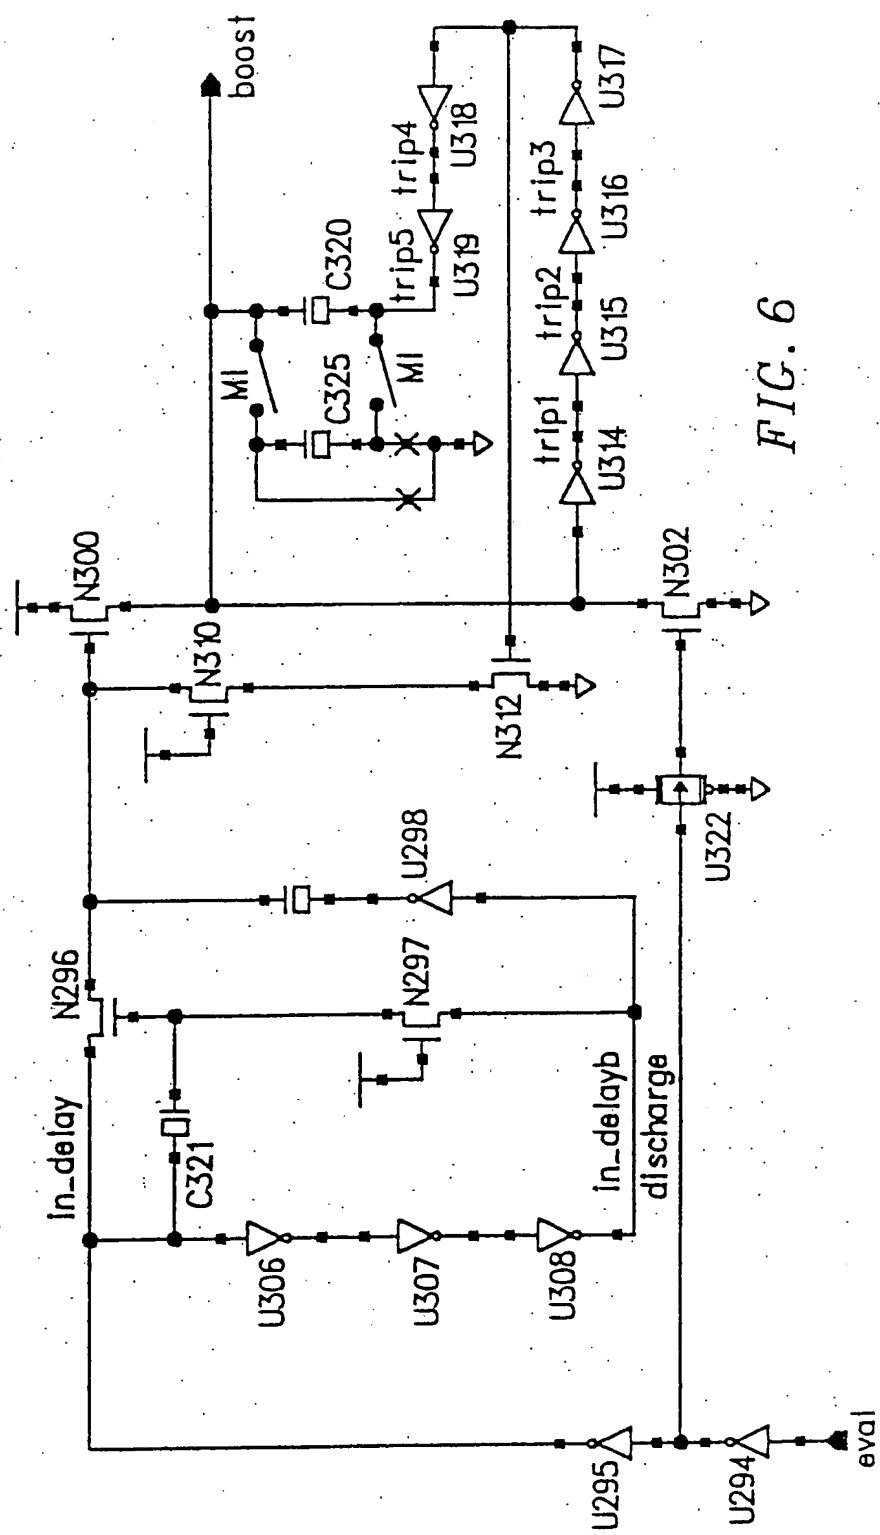 boost
N300
N310
MI
C320
C325
MI
trip4
U318
trip5
U319
trip3
U317
trip2
U316
trip1
U315
U314
N302
N312
U322
FIG. 6
N296
in_delay
C321
U298
N297
U306
U307
U308
in_delayb
discharge
U295
U294
eval